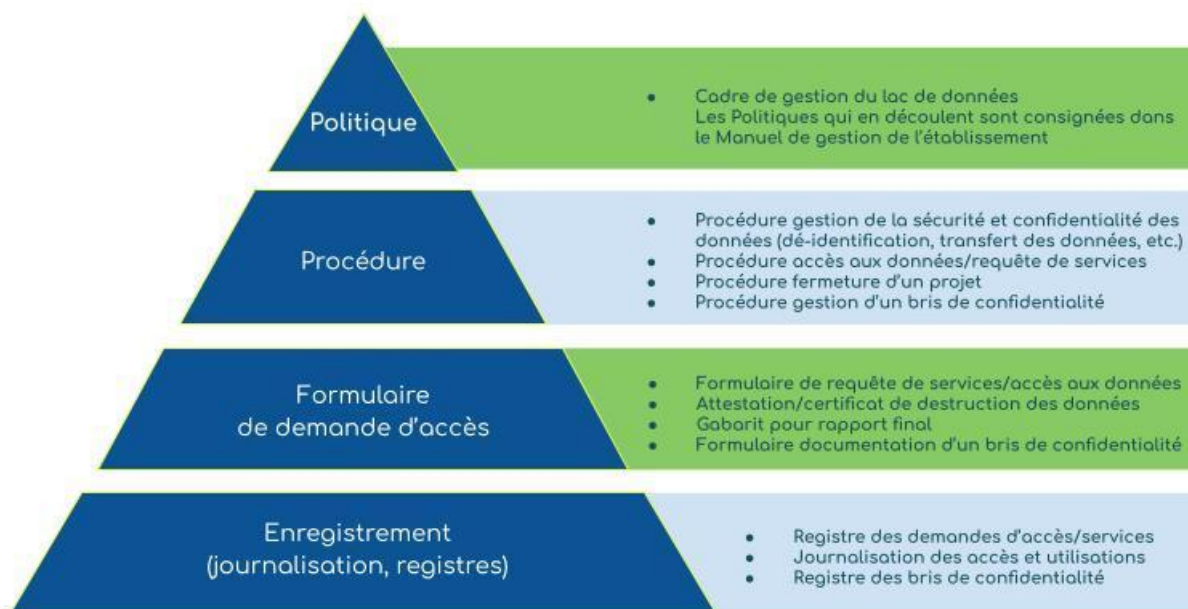 Politique
• Cadre de gestion du lac de données
Les Politiques qui en découlent sont consignées dans
le Manuel de gestion de l'établissement
Procédure
• Procédure gestion de la sécurité et confidentialité des
données (dé-identification, transfert des données, etc.)
• Procédure accès aux données/requête de services
• Procédure fermeture d'un projet
• Procédure gestion d'un bris de confidentialité
Formulaire
de demande d'accès
• Formulaire de requête de services/accès aux données
• Attestation/certificat de destruction des données
• Gabarit pour rapport final
• Formulaire documentation d'un bris de confidentialité
Enregistrement
(journalisation, registres)
• Registre des demandes d'accès/services
• Journalisation des accès et utilisations
• Registre des bris de confidentialité